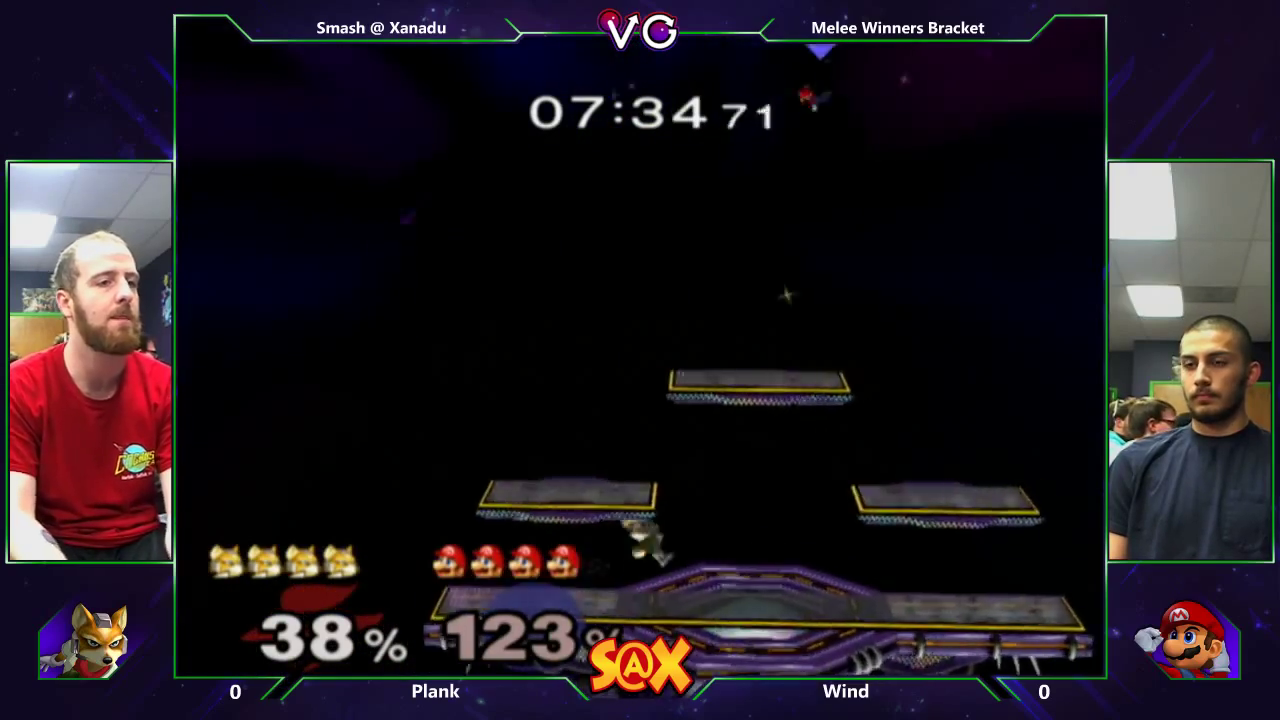 Smash @ Xanadu
VG
Melee Winners Bracket
07:34 71
38%
123%
S@X
0
Plank
Wind
0